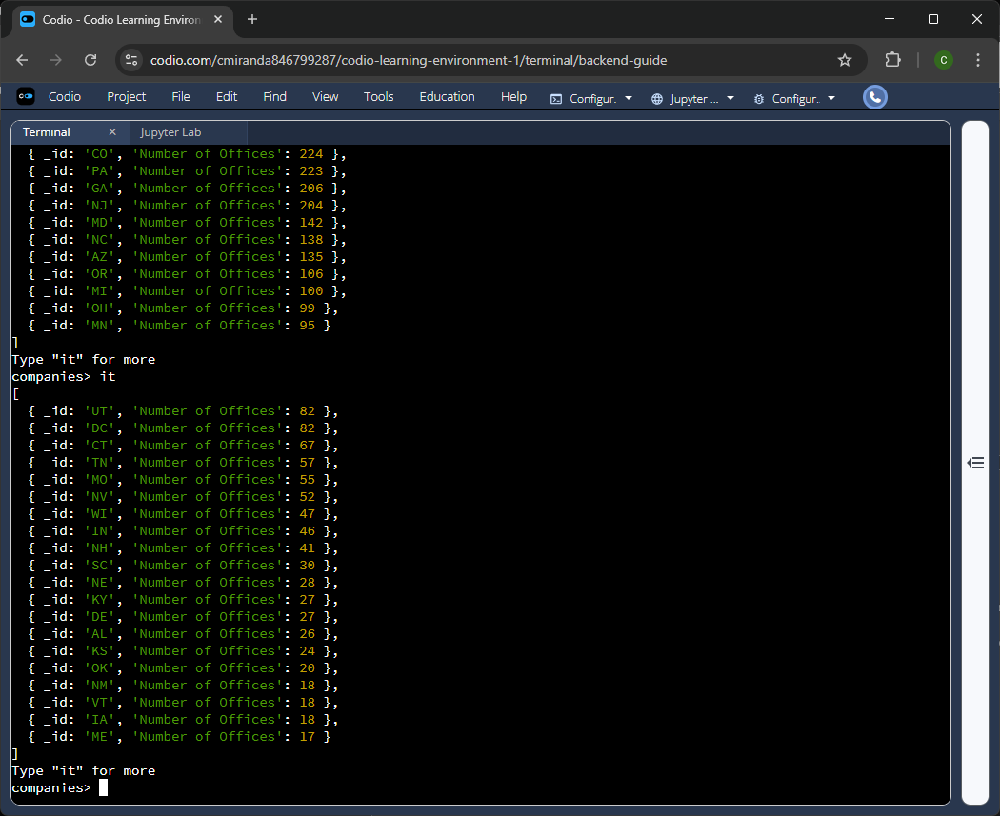 Codio - Codio Learning Environ
codio.com/cmiranda846799287/codio-learning-environment-1/terminal/backend-guide
C
Codio Project File Edit Find View Tools Education Help Configur. Jupyter ... Configur.
Terminal Jupyter Lab
{ _id: 'CO', 'Number of Offices': 224 },
{ _id: 'PA', 'Number of Offices': 223 },
{ _id: 'GA', 'Number of Offices': 206 },
{ _id: 'NJ', 'Number of Offices': 204 },
{ _id: 'MD', 'Number of Offices': 142 },
{ _id: 'NC', 'Number of Offices': 138 },
{ _id: 'AZ', 'Number of Offices': 135 },
{ _id: 'OR', 'Number of Offices': 106 },
{ _id: 'MI', 'Number of Offices': 100 },
{ _id: 'OH', 'Number of Offices': 99 },
{ _id: 'MN', 'Number of Offices': 95 }
]
Type "it" for more
companies> it
[
{ _id: 'UT', 'Number of Offices': 82 },
{ _id: 'DC', 'Number of Offices': 82 },
{ _id: 'CT', 'Number of Offices': 67 },
{ _id: 'TN', 'Number of Offices': 57 },
{ _id: 'MO', 'Number of Offices': 55 },
{ _id: 'NV', 'Number of Offices': 52 },
{ _id: 'WI', 'Number of Offices': 47 },
{ _id: 'IN', 'Number of Offices': 46 },
{ _id: 'NH', 'Number of Offices': 41 },
{ _id: 'SC', 'Number of Offices': 30 },
{ _id: 'NE', 'Number of Offices': 28 },
{ _id: 'KY', 'Number of Offices': 27 },
{ _id: 'DE', 'Number of Offices': 27 },
{ _id: 'AL', 'Number of Offices': 26 },
{ _id: 'KS', 'Number of Offices': 24 },
{ _id: 'OK', 'Number of Offices': 20 },
{ _id: 'NM', 'Number of Offices': 18 },
{ _id: 'VT', 'Number of Offices': 18 },
{ _id: 'IA', 'Number of Offices': 18 },
{ _id: 'ME', 'Number of Offices': 17 }
]
Type "it" for more
companies>